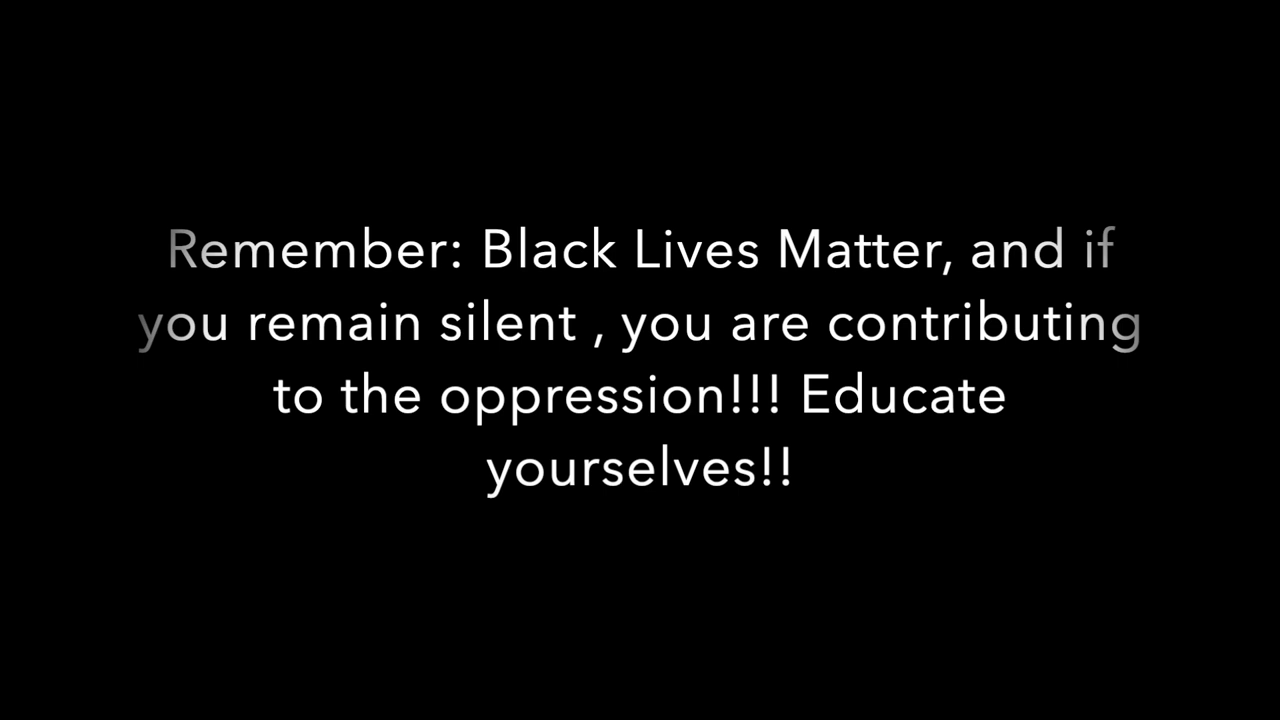 Remember: Black Lives Matter, and if
you remain silent , you are contributing
to the oppression!!! Educate
yourselves!!